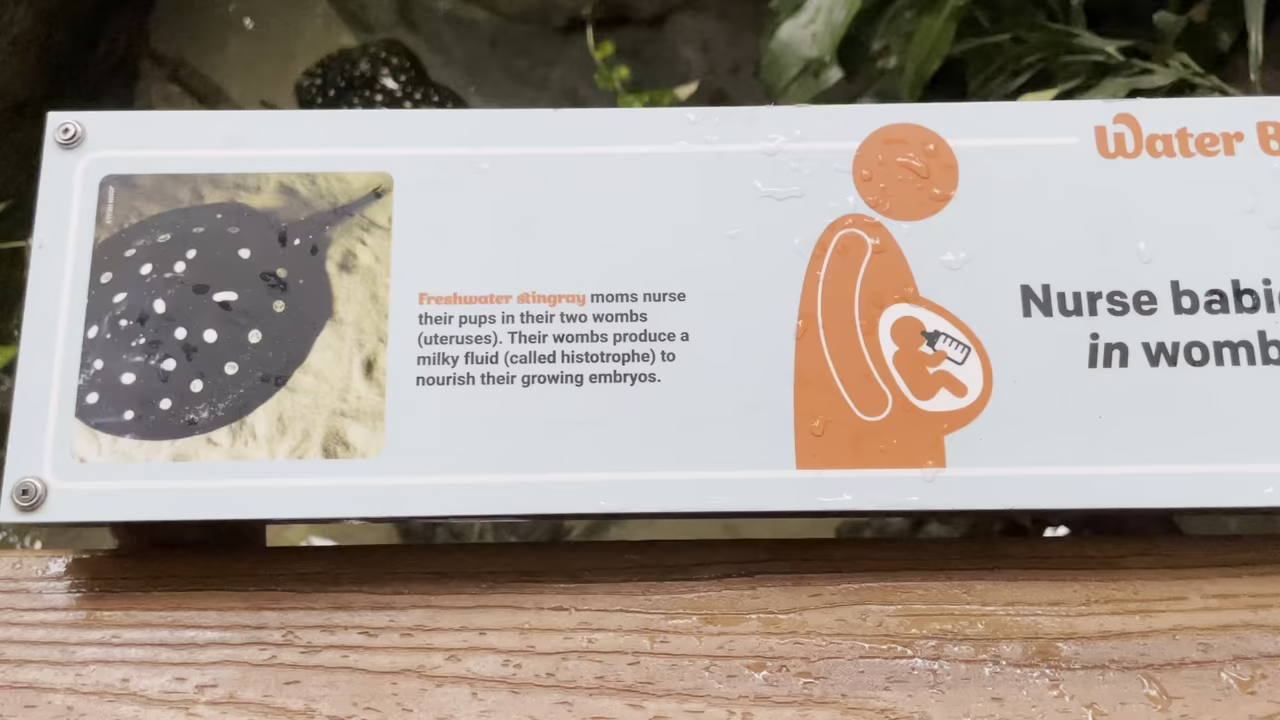 Water B
Freshwater stingray moms nurse
their pups in their two wombs
(uteruses). Their wombs produce a
milky fluid (called histotrophe) to
nourish their growing embryos.
Nurse babie
in womb